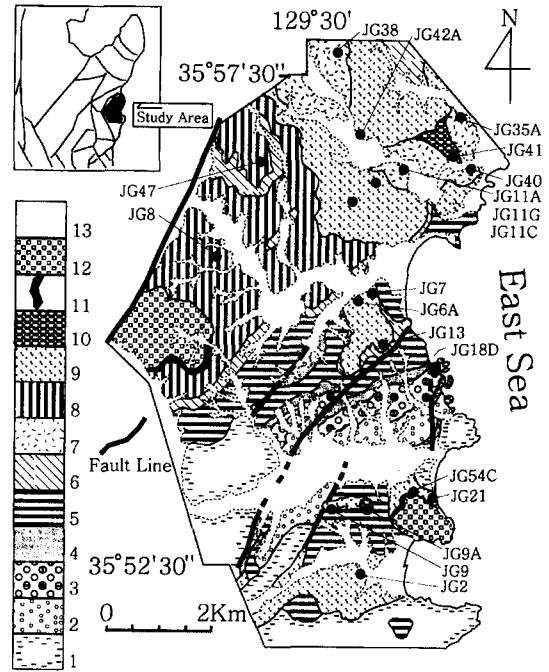 129°30'
N
JG38
JG42A
35°57'30"
Study Area
JG35A
JG41
JG40
JG11A
JG11G
JG11C
JG47
JG8
East Sea
JG7
JG6A
JG13
JG18D
13
12
11
10
9
8
7
6
5
4
3
2
1
Fault Line
JG54C
JG21
JG9A
JG9
JG2
35°52'30"
0 2Km